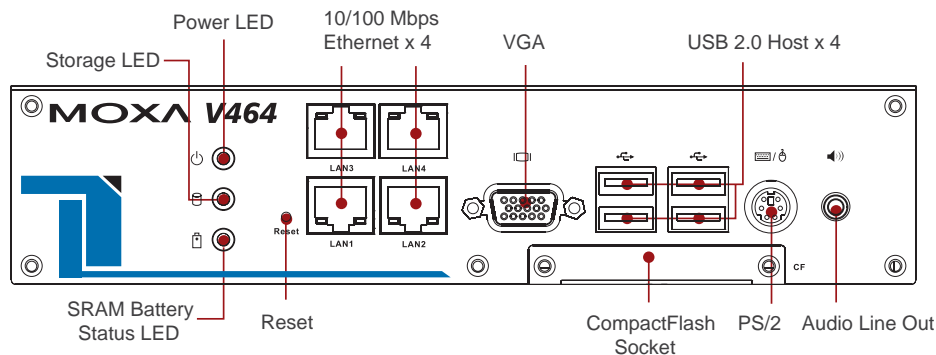 Power LED
10/100 Mbps
Ethernet x 4
VGA
USB 2.0 Host x 4
Storage LED
MOXA V464
LAN3
LAN4
Reset
LAN1
LAN2
CF
SRAM Battery
Status LED
Reset
CompactFlash
Socket
PS/2
Audio Line Out